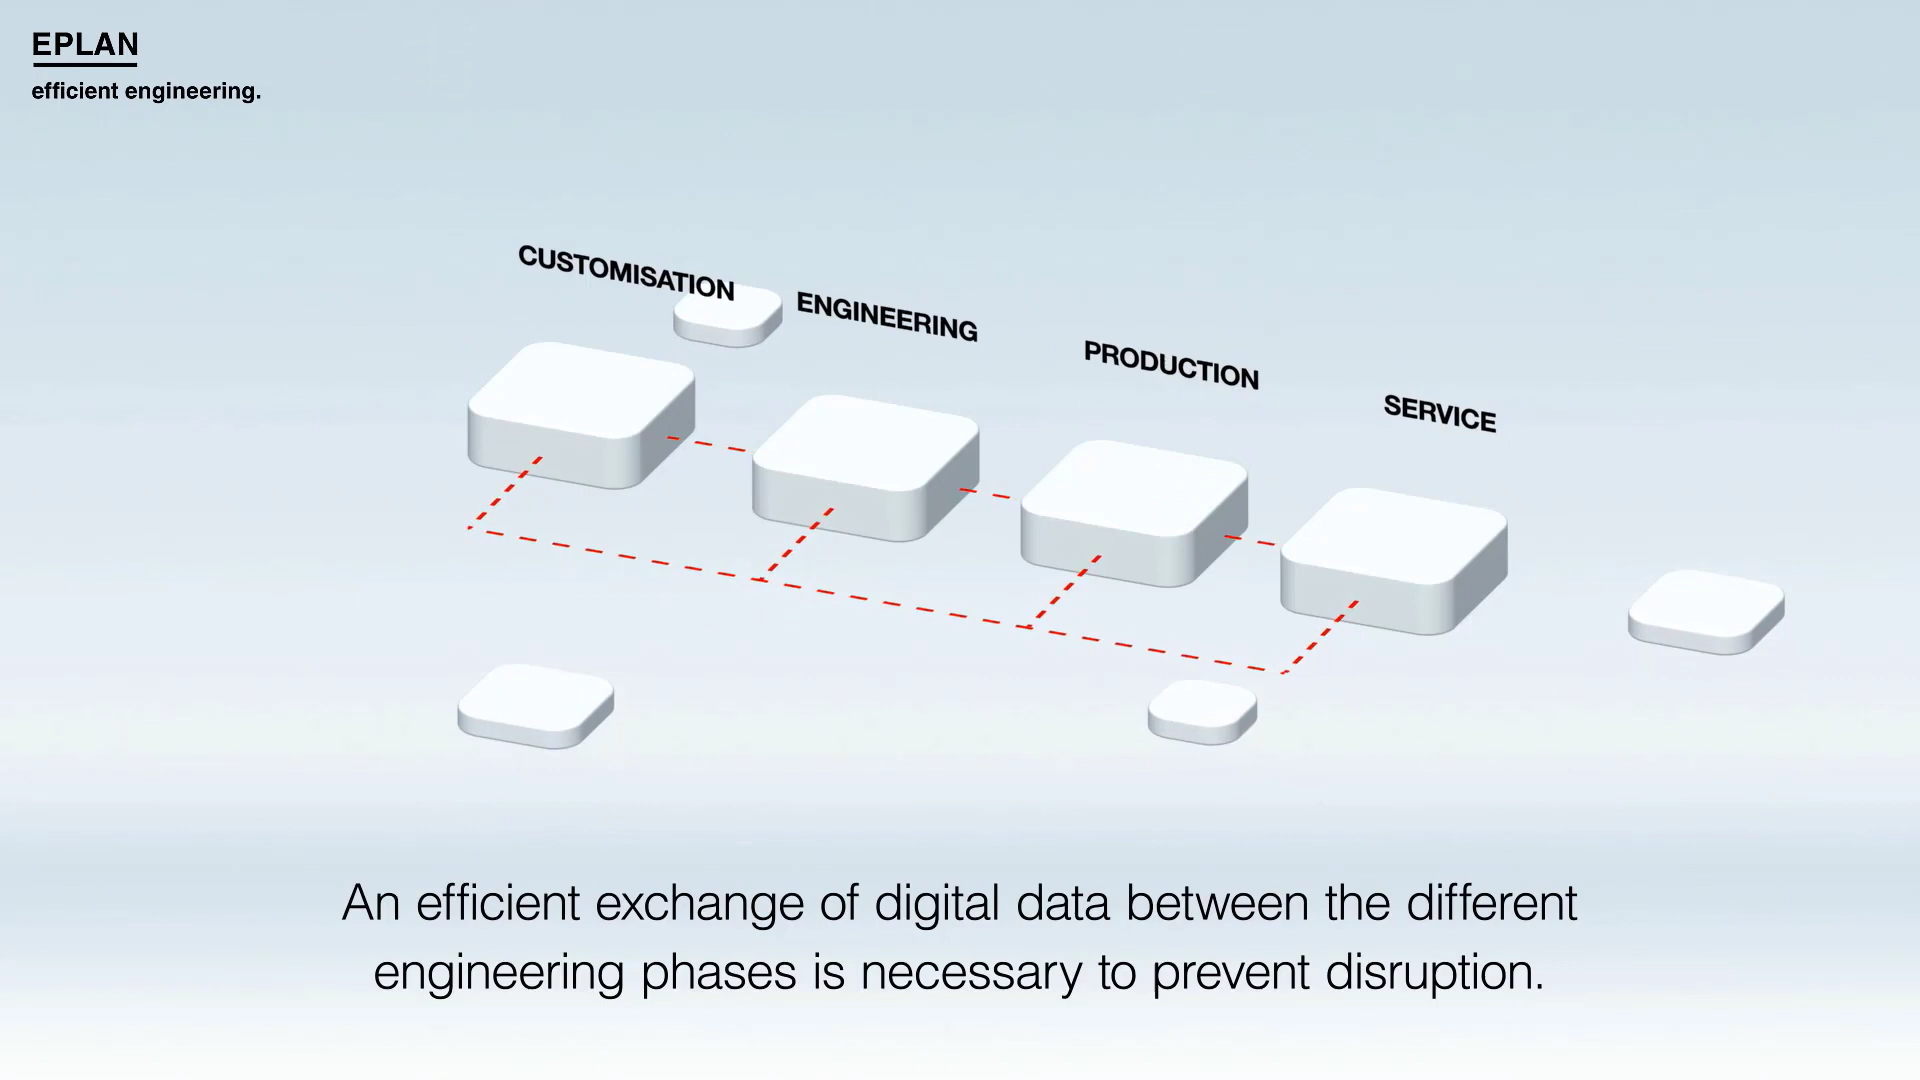 EPLAN
efficient engineering.
CUSTOMISATION
ENGINEERING
PRODUCTION
SERVICE
An efficient exchange of digital data between the different
engineering phases is necessary to prevent disruption.